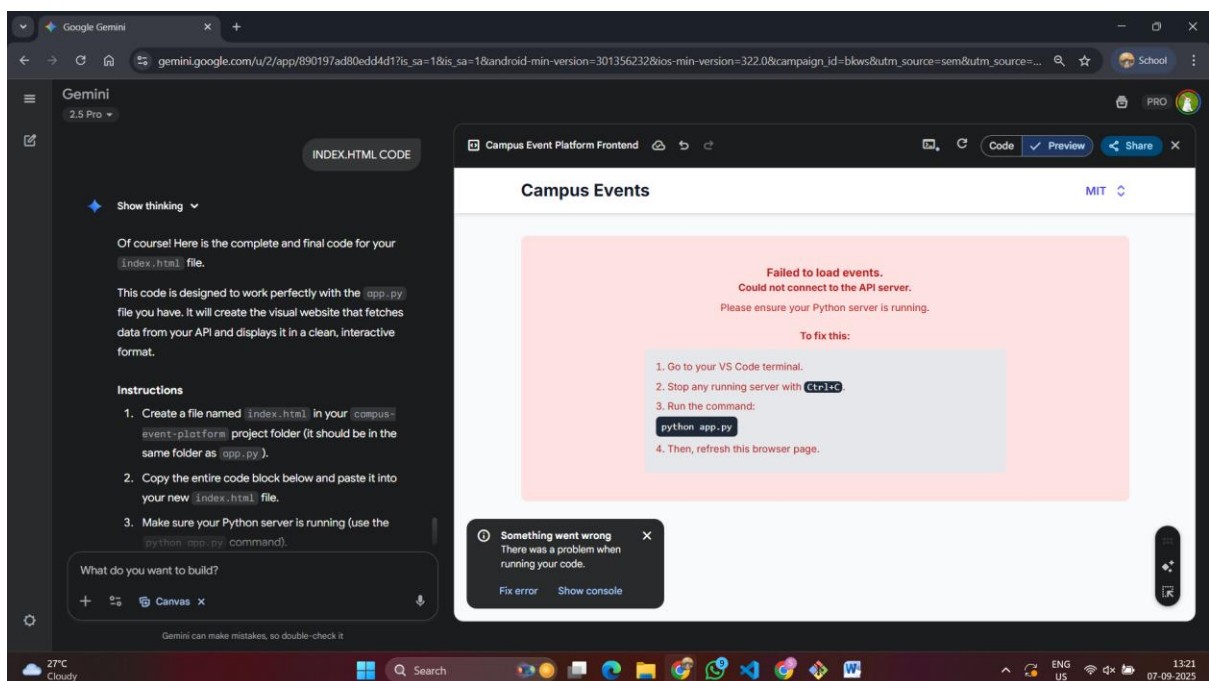 Google Gemini
gemini.google.com/u/2/app/890197ad80edd4d1?is_sa=1&is_sa=1&android-min-version=301356232&ios-min-version=322.0&campaign_id=bkws&utm_source=sem&utm_source=...
School
Gemini
2.5 Pro
PRO
INDEX.HTML CODE
Show thinking
Of course! Here is the complete and final code for your
index.html file.
This code is designed to work perfectly with the app.py
file you have. It will create the visual website that fetches
data from your API and displays it in a clean, interactive
format.
Instructions
1. Create a file named index.html in your campus-
event-platform project folder (it should be in the
same folder as app.py ).
2. Copy the entire code block below and paste it into
your new index.html file.
3. Make sure your Python server is running (use the
python app.py command).
What do you want to build?
Canvas
Gemini can make mistakes, so double-check it
Campus Event Platform Frontend
Code
Preview
Share
Campus Events
MIT
Failed to load events.
Could not connect to the API server.
Please ensure your Python server is running.
To fix this:
1. Go to your VS Code terminal.
2. Stop any running server with Ctrl+C.
3. Run the command:
python app.py
4. Then, refresh this browser page.
Something went wrong
There was a problem when
running your code.
Fix error Show console
27°C
Cloudy
Search
ENG
US
13:21
07-09-2025